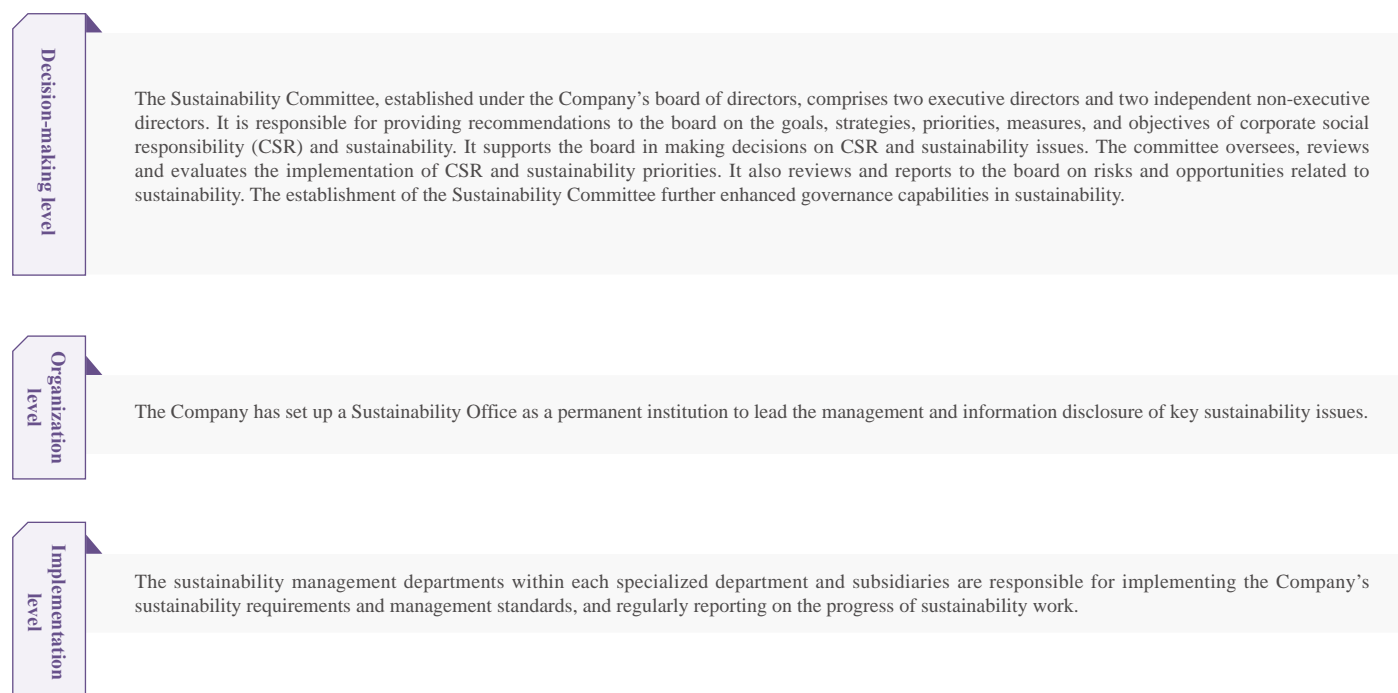 Decision-making level
The Sustainability Committee, established under the Company's board of directors, comprises two executive directors and two independent non-executive
directors. It is responsible for providing recommendations to the board on the goals, strategies, priorities, measures, and objectives of corporate social
responsibility (CSR) and sustainability. It supports the board in making decisions on CSR and sustainability issues. The committee oversees, reviews
and evaluates the implementation of CSR and sustainability priorities. It also reviews and reports to the board on risks and opportunities related to
sustainability. The establishment of the Sustainability Committee further enhanced governance capabilities in sustainability.
Organization
level
The Company has set up a Sustainability Office as a permanent institution to lead the management and information disclosure of key sustainability issues.
Implementation
level
The sustainability management departments within each specialized department and subsidiaries are responsible for implementing the Company's
sustainability requirements and management standards, and regularly reporting on the progress of sustainability work.